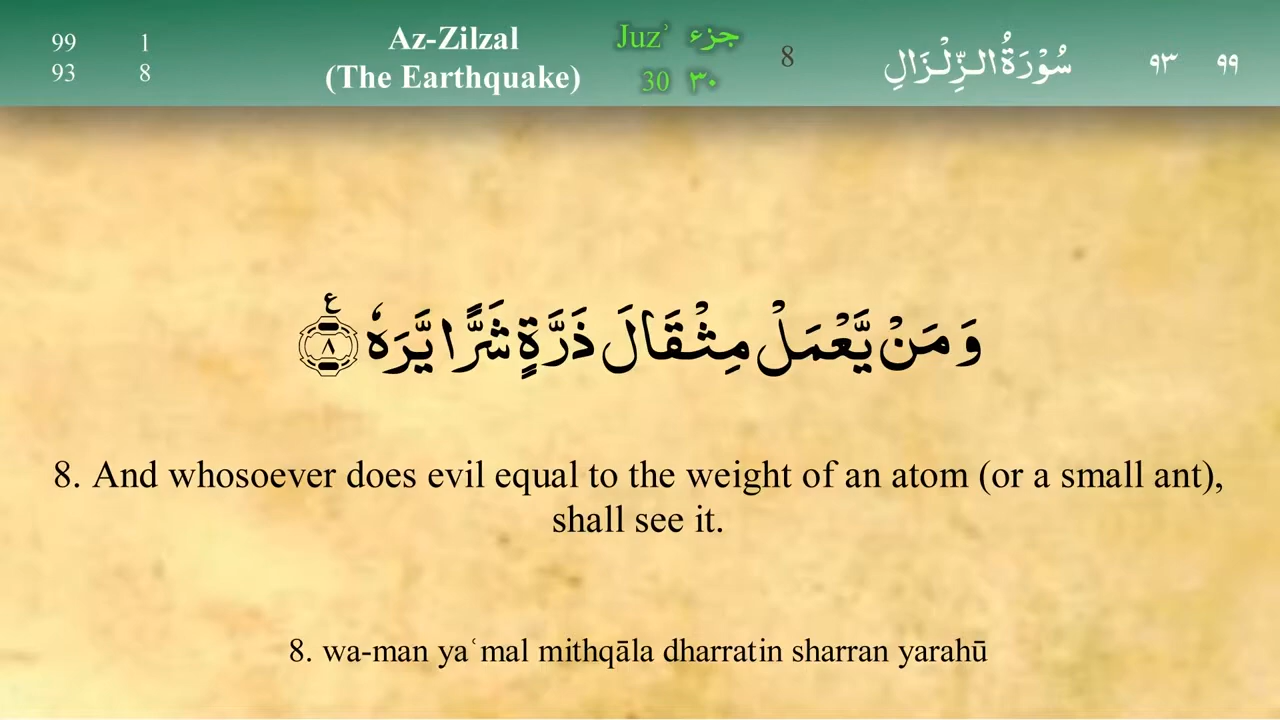 99 1 Az-Zilzal Juzʾ جزء 8 سُوْرَةُ الزِّلْزَالِ ٩٣ ٩٩
93 8 (The Earthquake) 30 ٣٠
وَ مَنْ يَّعْمَلْ مِثْقَالَ ذَرَّةٍ شَرًّا يَّرَهٗ ۝٨ ع
8. And whosoever does evil equal to the weight of an atom (or a small ant),
shall see it.
8. wa-man yaʿmal mithqāla dharratin sharran yarahū